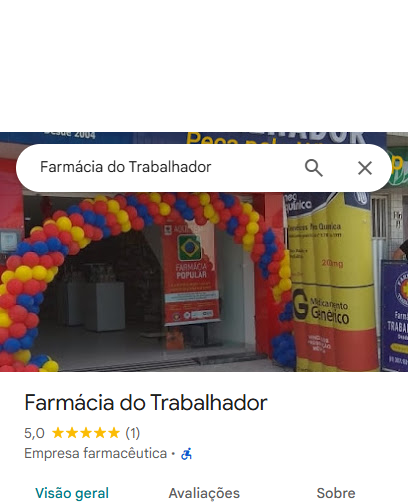 Desde 2004
Farmácia do Trabalhador
FARMÁCIA
POPULAR
20mg
Medicamento
Genérico
Farmácia do Trabalhador
5,0 (1)
Empresa farmacêutica ·
Visão geral
Avaliações
Sobre